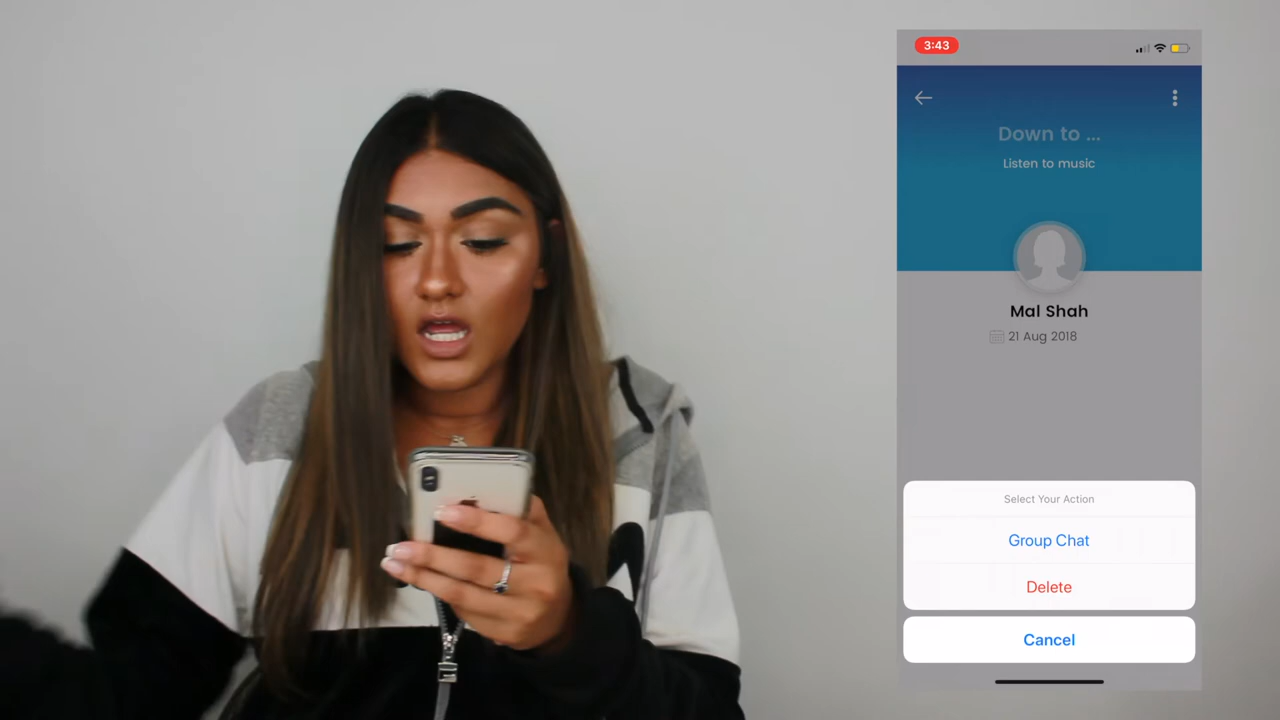 3:43
Down to ...
Listen to music
Mal Shah
21 Aug 2018
Select Your Action
Group Chat
Delete
Cancel